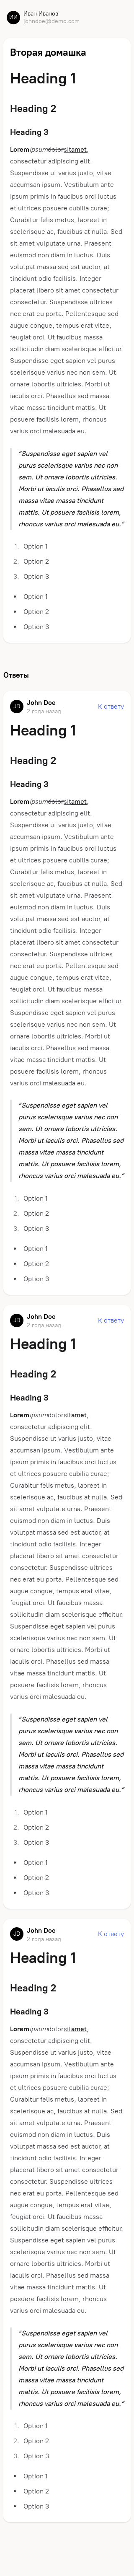 ИИ
Иван Иванов
johndoe@demo.com
Вторая домашка
Heading 1
Heading 2
Heading 3
Lorem ipsum dolor sit amet,
consectetur adipiscing elit.
Suspendisse ut varius justo, vitae
accumsan ipsum. Vestibulum ante
ipsum primis in faucibus orci luctus
et ultrices posuere cubilia curae;
Curabitur felis metus, laoreet in
scelerisque ac, faucibus at nulla. Sed
sit amet vulputate urna. Praesent
euismod non diam in luctus. Duis
volutpat massa sed est auctor, at
tincidunt odio facilisis. Integer
placerat libero sit amet consectetur
consectetur. Suspendisse ultrices
nec erat eu porta. Pellentesque sed
augue congue, tempus erat vitae,
feugiat orci. Ut faucibus massa
sollicitudin diam scelerisque efficitur.
Suspendisse eget sapien vel purus
scelerisque varius nec non sem. Ut
ornare lobortis ultricies. Morbi ut
iaculis orci. Phasellus sed massa
vitae massa tincidunt mattis. Ut
posuere facilisis lorem, rhoncus
varius orci malesuada eu.
"Suspendisse eget sapien vel
purus scelerisque varius nec non
sem. Ut ornare lobortis ultricies.
Morbi ut iaculis orci. Phasellus sed
massa vitae massa tincidunt
mattis. Ut posuere facilisis lorem,
rhoncus varius orci malesuada eu."
1. Option 1
2. Option 2
3. Option 3
• Option 1
• Option 2
• Option 3
Ответы
JD
John Doe
2 года назад
К ответу
Heading 1
Heading 2
Heading 3
Lorem ipsum dolor sit amet,
consectetur adipiscing elit.
Suspendisse ut varius justo, vitae
accumsan ipsum. Vestibulum ante
ipsum primis in faucibus orci luctus
et ultrices posuere cubilia curae;
Curabitur felis metus, laoreet in
scelerisque ac, faucibus at nulla. Sed
sit amet vulputate urna. Praesent
euismod non diam in luctus. Duis
volutpat massa sed est auctor, at
tincidunt odio facilisis. Integer
placerat libero sit amet consectetur
consectetur. Suspendisse ultrices
nec erat eu porta. Pellentesque sed
augue congue, tempus erat vitae,
feugiat orci. Ut faucibus massa
sollicitudin diam scelerisque efficitur.
Suspendisse eget sapien vel purus
scelerisque varius nec non sem. Ut
ornare lobortis ultricies. Morbi ut
iaculis orci. Phasellus sed massa
vitae massa tincidunt mattis. Ut
posuere facilisis lorem, rhoncus
varius orci malesuada eu.
"Suspendisse eget sapien vel
purus scelerisque varius nec non
sem. Ut ornare lobortis ultricies.
Morbi ut iaculis orci. Phasellus sed
massa vitae massa tincidunt
mattis. Ut posuere facilisis lorem,
rhoncus varius orci malesuada eu."
1. Option 1
2. Option 2
3. Option 3
• Option 1
• Option 2
• Option 3
JD
John Doe
2 года назад
К ответу
Heading 1
Heading 2
Heading 3
Lorem ipsum dolor sit amet,
consectetur adipiscing elit.
Suspendisse ut varius justo, vitae
accumsan ipsum. Vestibulum ante
ipsum primis in faucibus orci luctus
et ultrices posuere cubilia curae;
Curabitur felis metus, laoreet in
scelerisque ac, faucibus at nulla. Sed
sit amet vulputate urna. Praesent
euismod non diam in luctus. Duis
volutpat massa sed est auctor, at
tincidunt odio facilisis. Integer
placerat libero sit amet consectetur
consectetur. Suspendisse ultrices
nec erat eu porta. Pellentesque sed
augue congue, tempus erat vitae,
feugiat orci. Ut faucibus massa
sollicitudin diam scelerisque efficitur.
Suspendisse eget sapien vel purus
scelerisque varius nec non sem. Ut
ornare lobortis ultricies. Morbi ut
iaculis orci. Phasellus sed massa
vitae massa tincidunt mattis. Ut
posuere facilisis lorem, rhoncus
varius orci malesuada eu.
"Suspendisse eget sapien vel
purus scelerisque varius nec non
sem. Ut ornare lobortis ultricies.
Morbi ut iaculis orci. Phasellus sed
massa vitae massa tincidunt
mattis. Ut posuere facilisis lorem,
rhoncus varius orci malesuada eu."
1. Option 1
2. Option 2
3. Option 3
• Option 1
• Option 2
• Option 3
JD
John Doe
2 года назад
К ответу
Heading 1
Heading 2
Heading 3
Lorem ipsum dolor sit amet,
consectetur adipiscing elit.
Suspendisse ut varius justo, vitae
accumsan ipsum. Vestibulum ante
ipsum primis in faucibus orci luctus
et ultrices posuere cubilia curae;
Curabitur felis metus, laoreet in
scelerisque ac, faucibus at nulla. Sed
sit amet vulputate urna. Praesent
euismod non diam in luctus. Duis
volutpat massa sed est auctor, at
tincidunt odio facilisis. Integer
placerat libero sit amet consectetur
consectetur. Suspendisse ultrices
nec erat eu porta. Pellentesque sed
augue congue, tempus erat vitae,
feugiat orci. Ut faucibus massa
sollicitudin diam scelerisque efficitur.
Suspendisse eget sapien vel purus
scelerisque varius nec non sem. Ut
ornare lobortis ultricies. Morbi ut
iaculis orci. Phasellus sed massa
vitae massa tincidunt mattis. Ut
posuere facilisis lorem, rhoncus
varius orci malesuada eu.
"Suspendisse eget sapien vel
purus scelerisque varius nec non
sem. Ut ornare lobortis ultricies.
Morbi ut iaculis orci. Phasellus sed
massa vitae massa tincidunt
mattis. Ut posuere facilisis lorem,
rhoncus varius orci malesuada eu."
1. Option 1
2. Option 2
3. Option 3
• Option 1
• Option 2
• Option 3